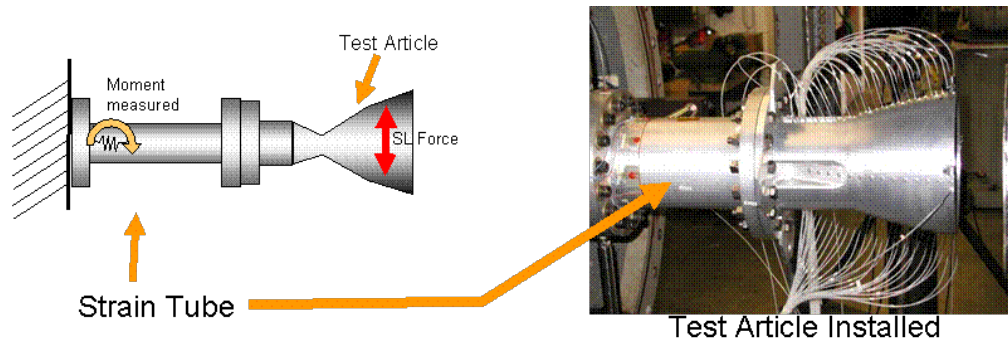 Test Article
Moment
measured
SL Force
Strain Tube
Test Article Installed